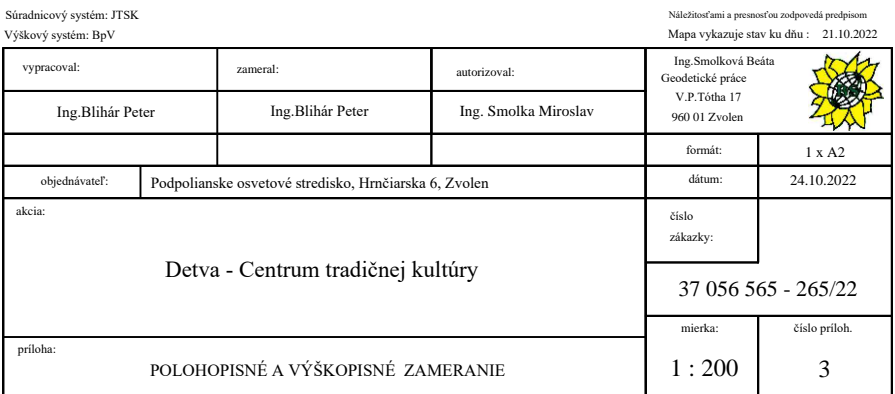 Súradnicový systém: JTSK
Výškový systém: BpV
Náležitosťami a presnosťou zodpovedá predpisom
Mapa vykazuje stav ku dňu : 21.10.2022
vypracoval:
zameral:
autorizoval:
Ing.Blihár Peter
Ing.Blihár Peter
Ing. Smolka Miroslav
Ing.Smolková Beáta
Geodetické práce
V.P.Tótha 17
960 01 Zvolen
formát:
1 x A2
objednávateľ:
Podpolianske osvetové stredisko, Hrnčiarska 6, Zvolen
dátum:
24.10.2022
akcia:
Detva - Centrum tradičnej kultúry
číslo
zákazky:
37 056 565 - 265/22
príloha:
POLOHOPISNÉ A VÝŠKOPISNÉ ZAMERANIE
mierka:
1 : 200
číslo príloh.
3